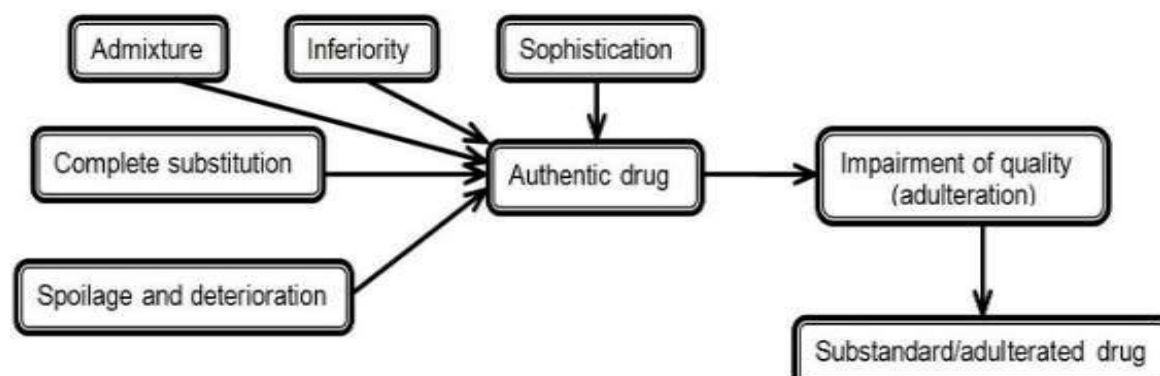 Admixture
Inferiority
Sophistication
Complete substitution
Authentic drug
Impairment of quality
(adulteration)
Spoilage and deterioration
Substandard/adulterated drug